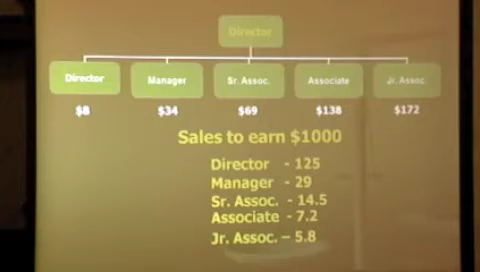 Director
Director Manager Sr. Assoc. Associate Jr. Assoc.
$8 $34 $69 $138 $172
Sales to earn $1000
Director - 125
Manager - 29
Sr. Assoc. - 14.5
Associate - 7.2
Jr. Assoc. – 5.8